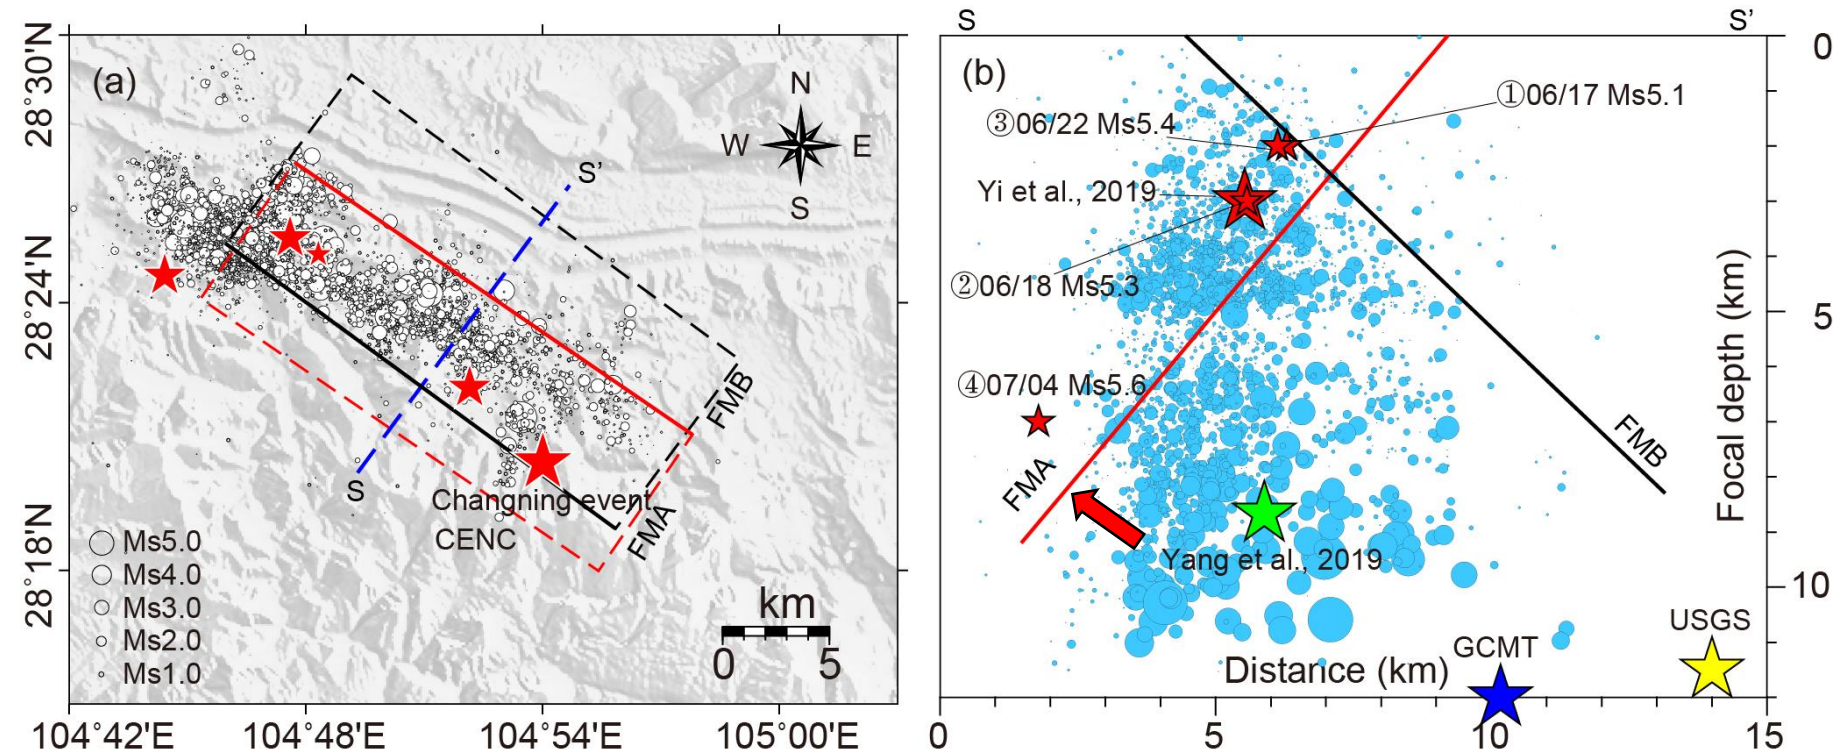 (a)
28°30'N
28°24'N
28°18'N
N
W
E
S
S'
S
FMB
FMA
Changning event
CENC
Ms5.0
Ms4.0
Ms3.0
Ms2.0
Ms1.0
km
0 5
104°42'E 104°48'E 104°54'E 105°00'E
S S'
(b)
①06/17 Ms5.1
③06/22 Ms5.4
Yi et al., 2019
②06/18 Ms5.3
④07/04 Ms5.6
FMA
FMB
Yang et al., 2019
USGS
GCMT
Distance (km)
0 5 10 15
0
5
10
Focal depth (km)